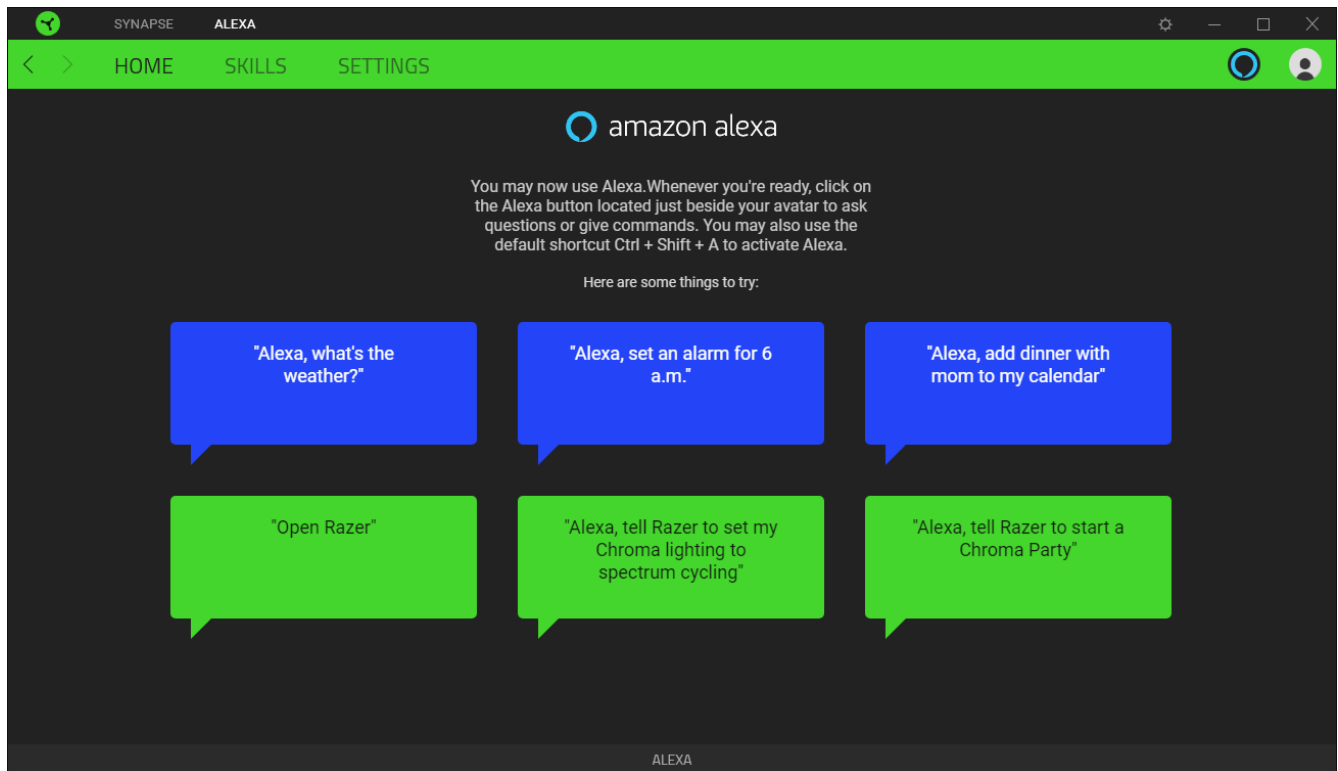 SYNAPSE ALEXA
HOME SKILLS SETTINGS
amazon alexa
You may now use Alexa.Whenever you're ready, click on
the Alexa button located just beside your avatar to ask
questions or give commands. You may also use the
default shortcut Ctrl + Shift + A to activate Alexa.
Here are some things to try:
"Alexa, what's the
weather?"
"Alexa, set an alarm for 6
a.m."
"Alexa, add dinner with
mom to my calendar"
"Open Razer"
"Alexa, tell Razer to set my
Chroma lighting to
spectrum cycling"
"Alexa, tell Razer to start a
Chroma Party"
ALEXA